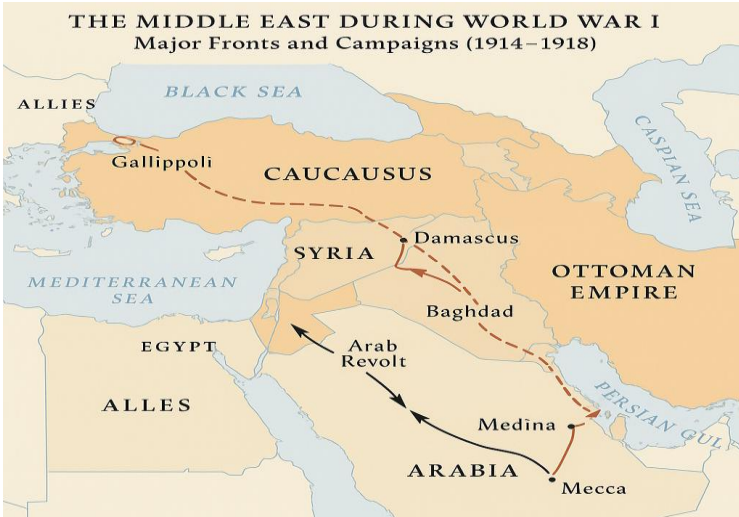 THE MIDDLE EAST DURING WORLD WAR I
Major Fronts and Campaigns (1914–1918)
BLACK SEA
ALLIES
CASPIAN SEA
Gallippoli
CAUCAUSUS
Damascus
SYRIA
OTTOMAN
EMPIRE
MEDITERRANEAN
SEA
Baghdad
EGYPT
Arab
Revolt
PERSIAN GUL
ALLES
Medìna
ARABIA
Mecca